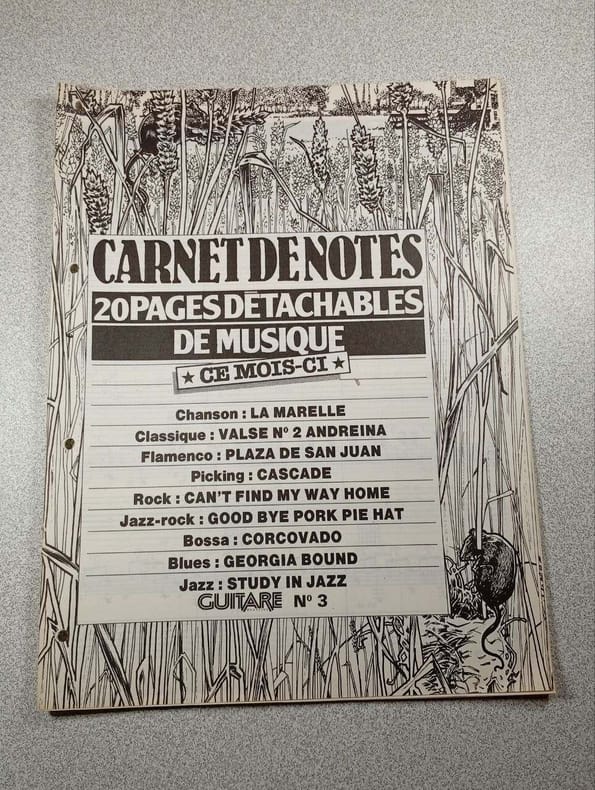 CARNET DE NOTES
20 PAGES DÉTACHABLES
DE MUSIQUE
★ CE MOIS-CI ★
Chanson : LA MARELLE
Classique : VALSE Nº 2 ANDREINA
Flamenco : PLAZA DE SAN JUAN
Picking : CASCADE
Rock : CAN'T FIND MY WAY HOME
Jazz-rock : GOOD BYE PORK PIE HAT
Bossa : CORCOVADO
Blues : GEORGIA BOUND
Jazz : STUDY IN JAZZ
GUITARE Nº 3